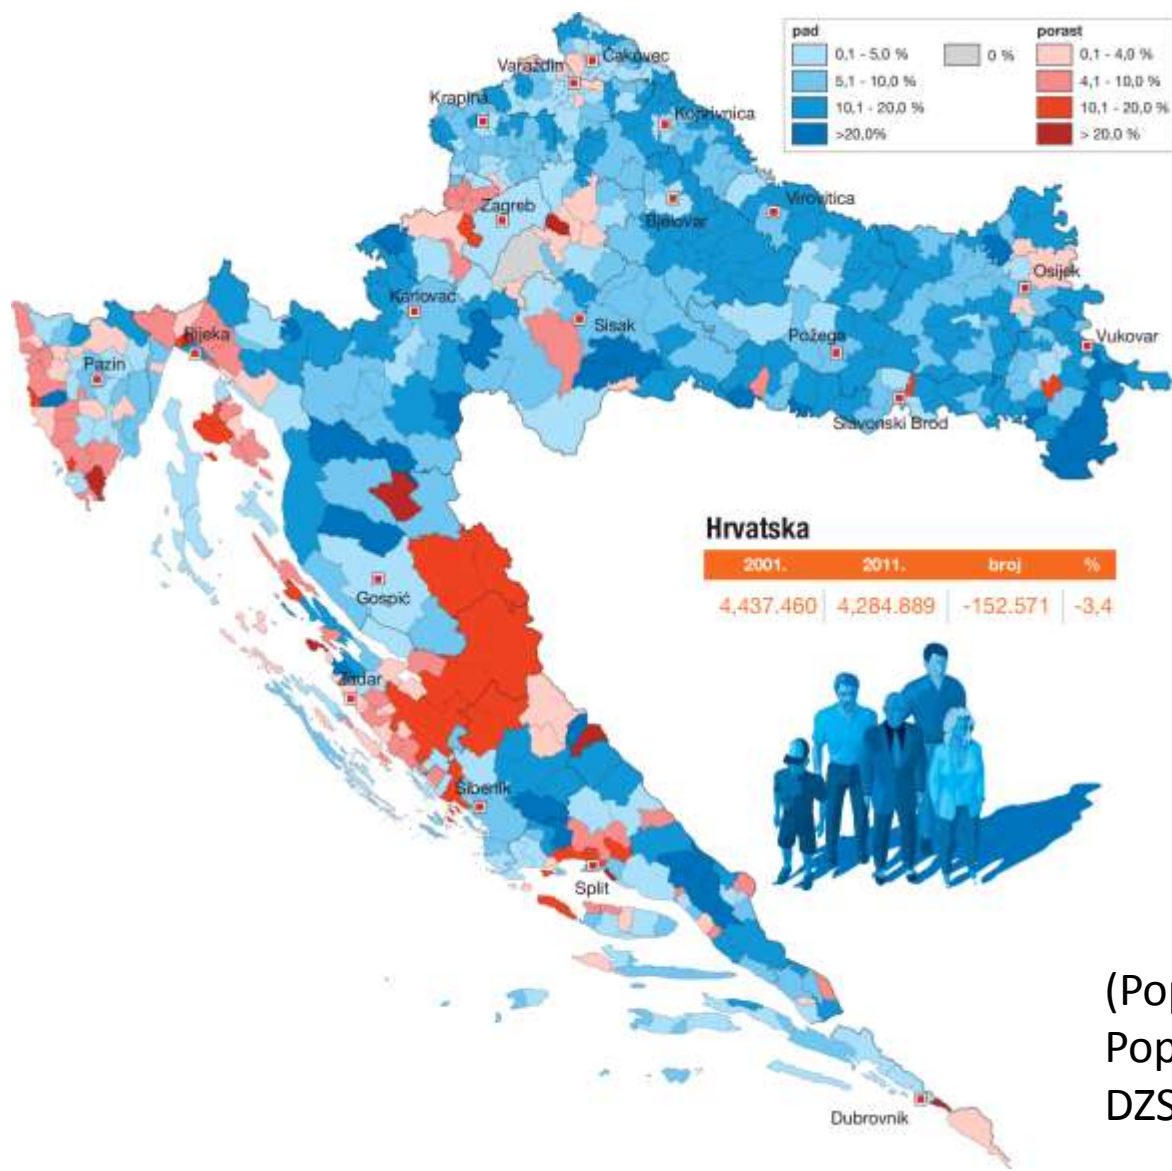 pad
porast
0,1 - 5,0 %
0 %
0,1 - 4,0 %
5,1 - 10,0 %
4,1 - 10,0 %
10,1 - 20,0 %
10,1 - 20,0 %
>20,0%
> 20,0 %
Čakovec
Varaždin
Krapina
Koprivnica
Zagreb
Bjelovar
Virovitica
Osijek
Karlovac
Sisak
Rijeka
Požega
Vukovar
Pazin
Slavonski Brod
Hrvatska
2001. 2011. broj %
4,437.460 4,284.889 -152.571 -3,4
Gospić
Zadar
Šibenik
Split
(Pop
Pop
DZS
Dubrovnik